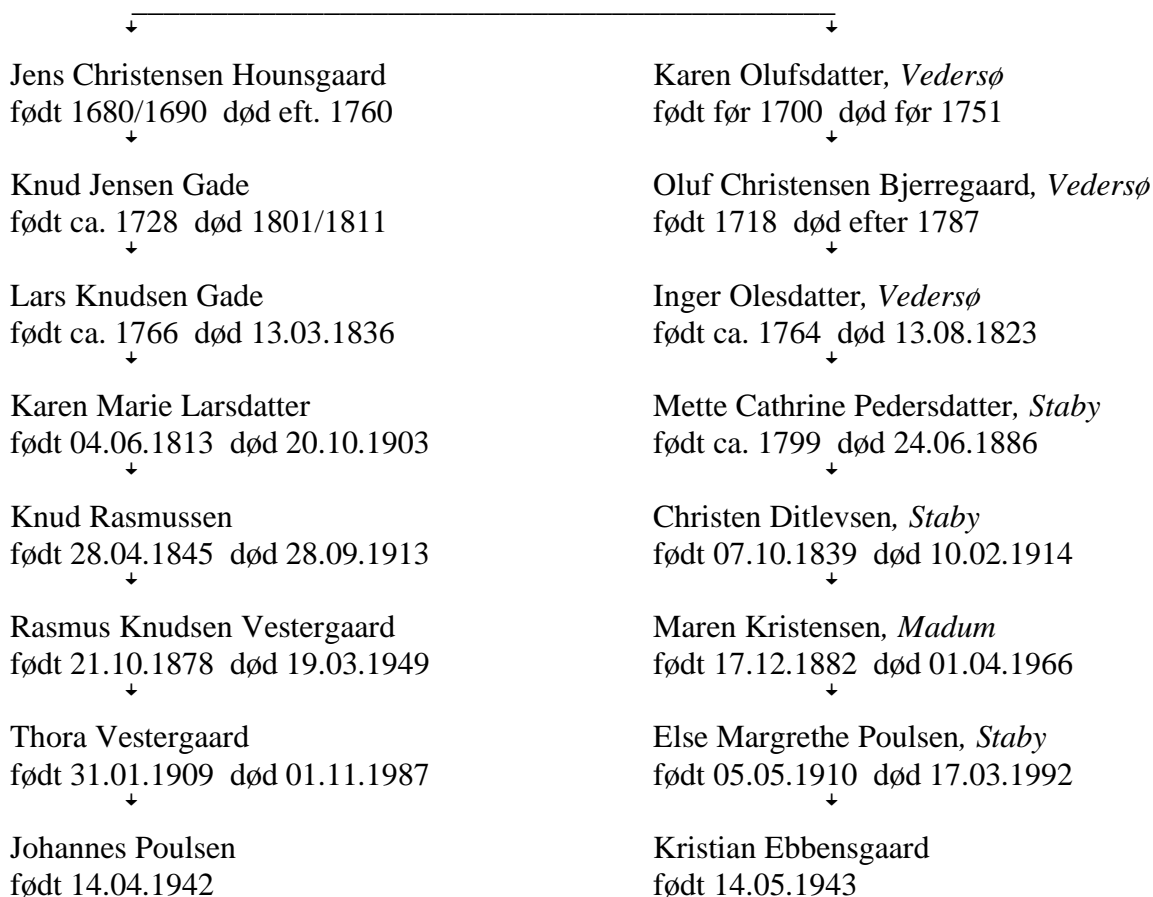 Jens Christensen Hounsgaard
født 1680/1690 død eft. 1760
Knud Jensen Gade
født ca. 1728 død 1801/1811
Lars Knudsen Gade
født ca. 1766 død 13.03.1836
Karen Marie Larsdatter
født 04.06.1813 død 20.10.1903
Knud Rasmussen
født 28.04.1845 død 28.09.1913
Rasmus Knudsen Vestergaard
født 21.10.1878 død 19.03.1949
Thora Vestergaard
født 31.01.1909 død 01.11.1987
Johannes Poulsen
født 14.04.1942
Karen Olufsdatter, Vedersø
født før 1700 død før 1751
Oluf Christensen Bjerregaard, Vedersø
født 1718 død efter 1787
Inger Olesdatter, Vedersø
født ca. 1764 død 13.08.1823
Mette Cathrine Pedersdatter, Staby
født ca. 1799 død 24.06.1886
Christen Ditlevsen, Staby
født 07.10.1839 død 10.02.1914
Maren Kristensen, Madum
født 17.12.1882 død 01.04.1966
Else Margrethe Poulsen, Staby
født 05.05.1910 død 17.03.1992
Kristian Ebbensgaard
født 14.05.1943